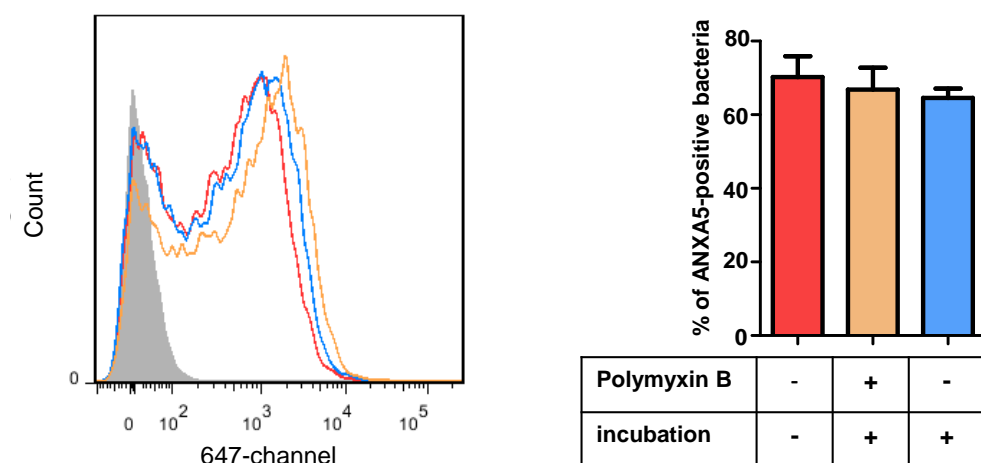 Count
0
0 10² 10³ 10⁴ 10⁵
647-channel
% of ANXA5-positive bacteria
80
60
40
20
0
Polymyxin B - + -
incubation - + +